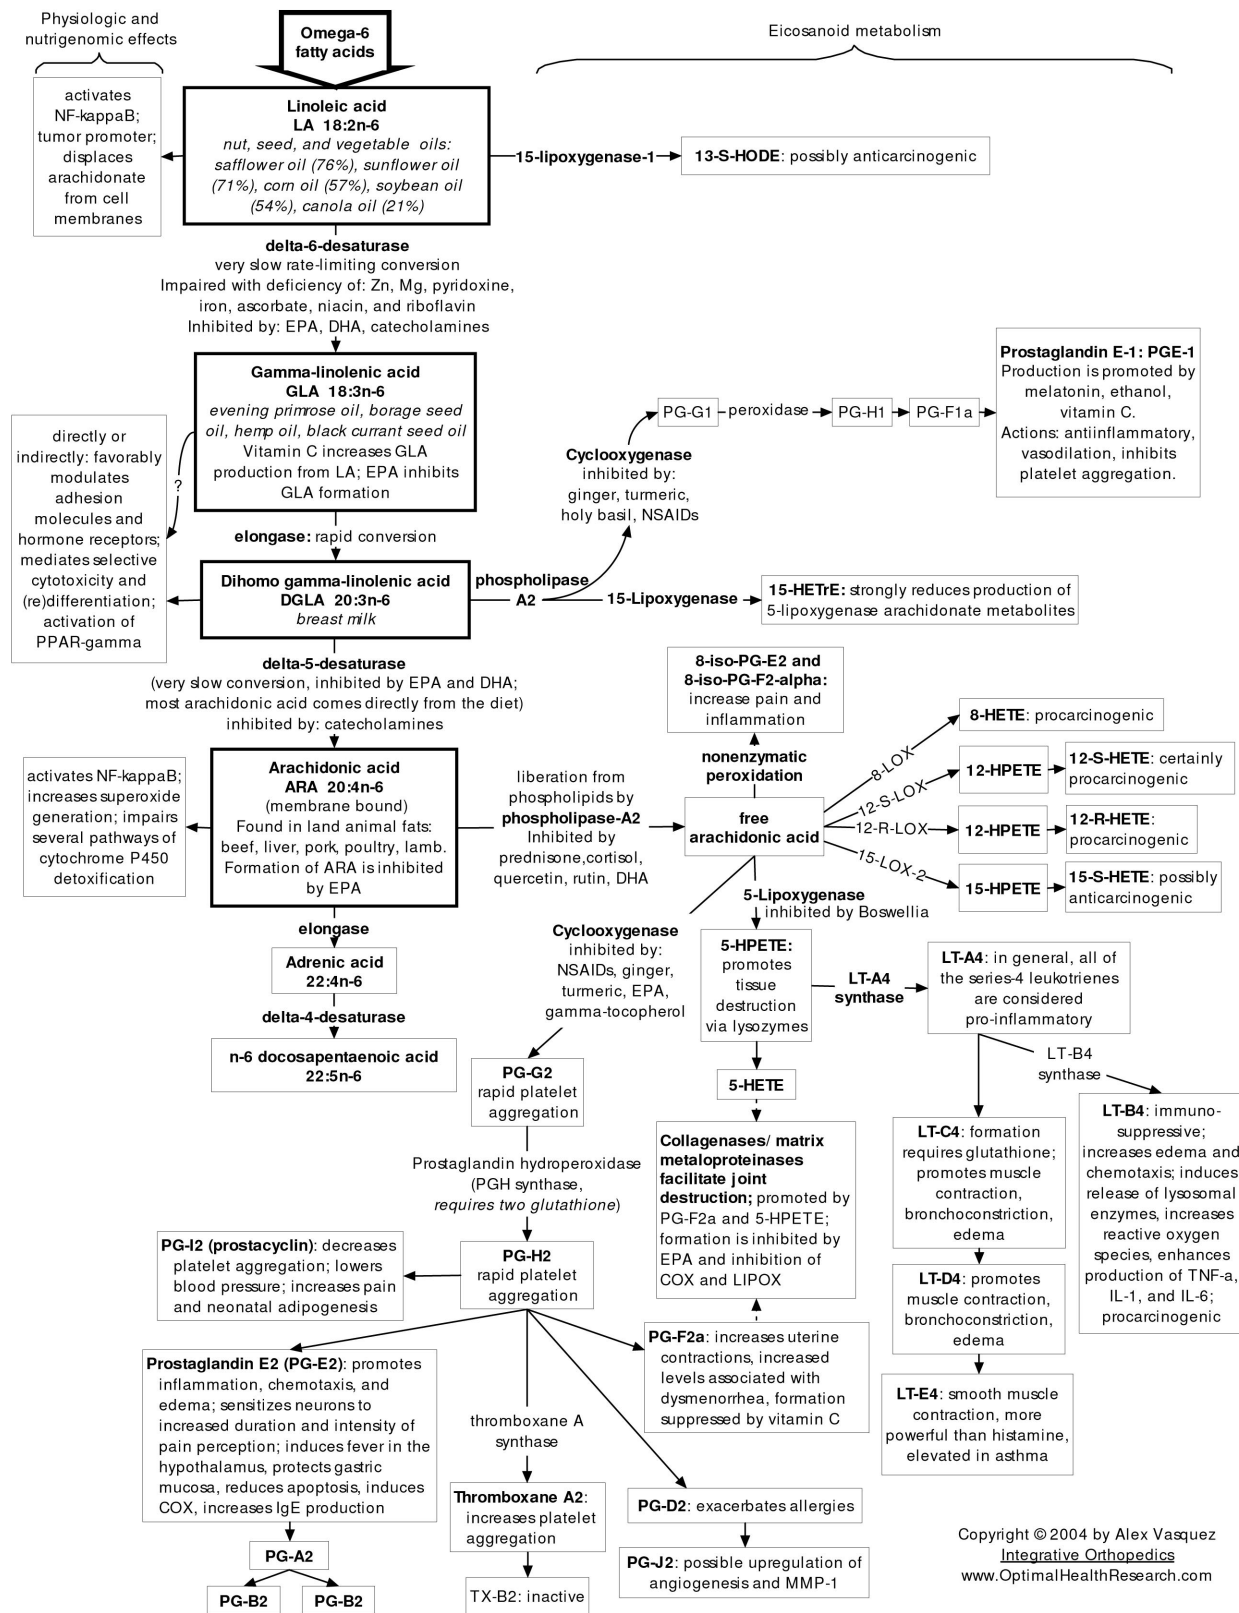 Physiologic and
nutrigenomic effects
Omega-6
fatty acids
Eicosanoid metabolism
activates
NF-kappaB;
tumor promoter;
displaces
arachidonate
from cell
membranes
Linoleic acid
LA 18:2n-6
nut, seed, and vegetable oils:
safflower oil (76%), sunflower oil
(71%), corn oil (57%), soybean oil
(54%), canola oil (21%)
15-lipoxygenase-1
13-S-HODE: possibly anticarcinogenic
delta-6-desaturase
very slow rate-limiting conversion
Impaired with deficiency of: Zn, Mg, pyridoxine,
iron, ascorbate, niacin, and riboflavin
Inhibited by: EPA, DHA, catecholamines
Gamma-linolenic acid
GLA 18:3n-6
evening primrose oil, borage seed
oil, hemp oil, black currant seed oil
Vitamin C increases GLA
production from LA; EPA inhibits
GLA formation
?
directly or
indirectly: favorably
modulates
adhesion
molecules and
hormone receptors;
mediates selective
cytotoxicity and
(re)differentiation;
activation of
PPAR-gamma
elongase: rapid conversion
Dihomo gamma-linolenic acid
DGLA 20:3n-6
breast milk
phospholipase
A2
Cyclooxygenase
inhibited by:
ginger, turmeric,
holy basil, NSAIDs
PG-G1
peroxidase
PG-H1
PG-F1a
Prostaglandin E-1: PGE-1
Production is promoted by
melatonin, ethanol,
vitamin C.
Actions: antiinflammatory,
vasodilation, inhibits
platelet aggregation.
15-Lipoxygenase
15-HETrE: strongly reduces production of
5-lipoxygenase arachidonate metabolites
delta-5-desaturase
(very slow conversion, inhibited by EPA and DHA;
most arachidonic acid comes directly from the diet)
inhibited by: catecholamines
activates NF-kappaB;
increases superoxide
generation; impairs
several pathways of
cytochrome P450
detoxification
Arachidonic acid
ARA 20:4n-6
(membrane bound)
Found in land animal fats:
beef, liver, pork, poultry, lamb.
Formation of ARA is inhibited
by EPA
liberation from
phospholipids by
phospholipase-A2
Inhibited by
prednisone,cortisol,
quercetin, rutin, DHA
8-iso-PG-E2 and
8-iso-PG-F2-alpha:
increase pain and
inflammation
nonenzymatic
peroxidation
free
arachidonic acid
8-LOX
8-HETE: procarcinogenic
12-S-LOX
12-HPETE
12-S-HETE: certainly
procarcinogenic
12-R-LOX
12-HPETE
12-R-HETE:
procarcinogenic
15-LOX-2
15-HPETE
15-S-HETE: possibly
anticarcinogenic
elongase
Adrenic acid
22:4n-6
delta-4-desaturase
n-6 docosapentaenoic acid
22:5n-6
Cyclooxygenase
inhibited by:
NSAIDs, ginger,
turmeric, EPA,
gamma-tocopherol
5-Lipoxygenase
inhibited by Boswellia
5-HPETE:
promotes
tissue
destruction
via lysozymes
LT-A4
synthase
LT-A4: in general, all of
the series-4 leukotrienes
are considered
pro-inflammatory
LT-B4
synthase
5-HETE
PG-G2
rapid platelet
aggregation
Prostaglandin hydroperoxidase
(PGH synthase,
requires two glutathione)
Collagenases/ matrix
metaloproteinases
facilitate joint
destruction; promoted by
PG-F2a and 5-HPETE;
formation is inhibited by
EPA and inhibition of
COX and LIPOX
LT-C4: formation
requires glutathione;
promotes muscle
contraction,
bronchoconstriction,
edema
LT-B4: immuno-
suppressive;
increases edema and
chemotaxis; induces
release of lysosomal
enzymes, increases
reactive oxygen
species, enhances
production of TNF-a,
IL-1, and IL-6;
procarcinogenic
PG-I2 (prostacyclin): decreases
platelet aggregation; lowers
blood pressure; increases pain
and neonatal adipogenesis
PG-H2
rapid platelet
aggregation
LT-D4: promotes
muscle contraction,
bronchoconstriction,
edema
PG-F2a: increases uterine
contractions, increased
levels associated with
dysmenorrhea, formation
suppressed by vitamin C
LT-E4: smooth muscle
contraction, more
powerful than histamine,
elevated in asthma
Prostaglandin E2 (PG-E2): promotes
inflammation, chemotaxis, and
edema; sensitizes neurons to
increased duration and intensity of
pain perception; induces fever in the
hypothalamus, protects gastric
mucosa, reduces apoptosis, induces
COX, increases IgE production
thromboxane A
synthase
Thromboxane A2:
increases platelet
aggregation
PG-D2: exacerbates allergies
PG-A2
PG-B2
PG-B2
TX-B2: inactive
PG-J2: possible upregulation of
angiogenesis and MMP-1
Copyright © 2004 by Alex Vasquez
Integrative Orthopedics
www.OptimalHealthResearch.com